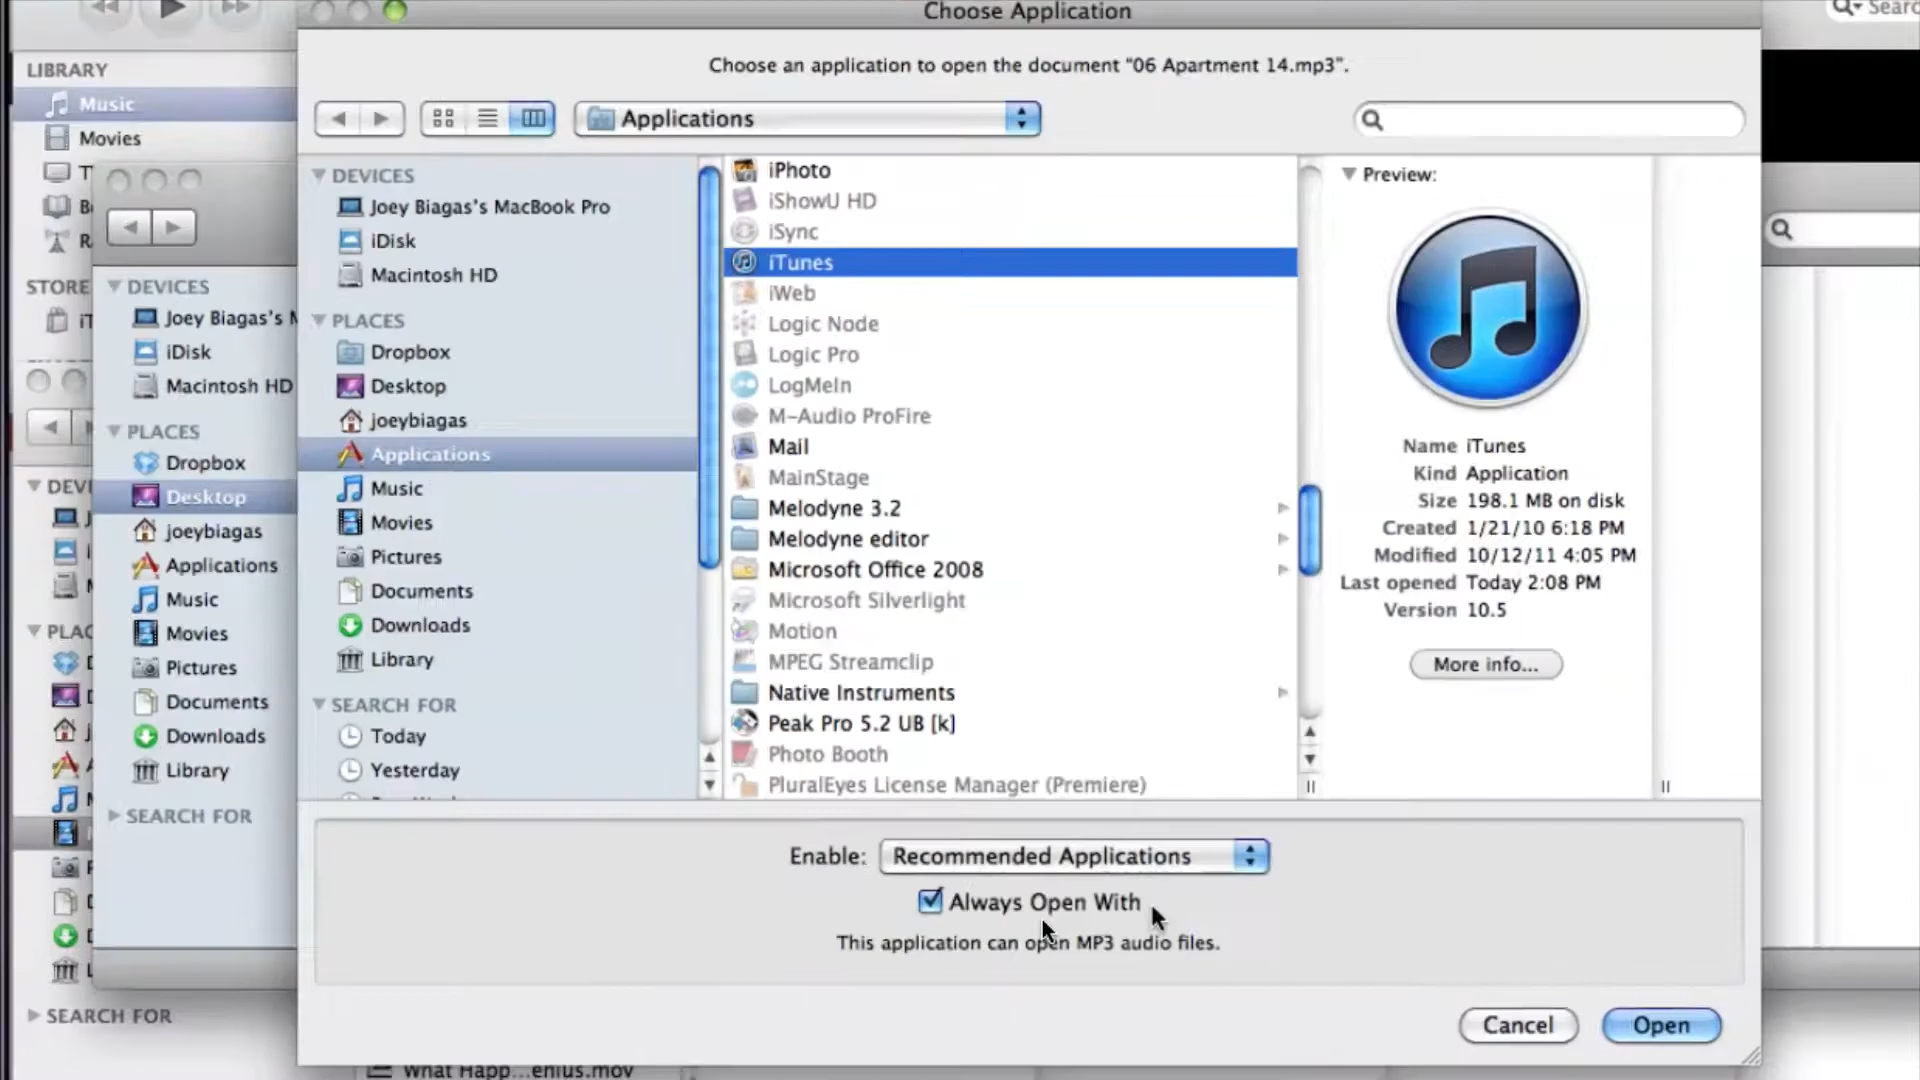 Choose Application
Choose an application to open the document "06 Apartment 14.mp3".
Applications
LIBRARY
Music
Movies
STORE
DEVICES
Joey Biagas's M
iDisk
Macintosh HD
PLACES
Dropbox
Desktop
joeybiagas
Applications
Music
Movies
Pictures
Documents
Downloads
Library
SEARCH FOR
SEARCH FOR
DEVICES
Joey Biagas's MacBook Pro
iDisk
Macintosh HD
PLACES
Dropbox
Desktop
joeybiagas
Applications
Music
Movies
Pictures
Documents
Downloads
Library
SEARCH FOR
Today
Yesterday
iPhoto
iShowU HD
iSync
iTunes
iWeb
Logic Node
Logic Pro
LogMeIn
M-Audio ProFire
Mail
MainStage
Melodyne 3.2
Melodyne editor
Microsoft Office 2008
Microsoft Silverlight
Motion
MPEG Streamclip
Native Instruments
Peak Pro 5.2 UB [k]
Photo Booth
PluralEyes License Manager (Premiere)
Preview:
Name iTunes
Kind Application
Size 198.1 MB on disk
Created 1/21/10 6:18 PM
Modified 10/12/11 4:05 PM
Last opened Today 2:08 PM
Version 10.5
More info...
Enable: Recommended Applications
Always Open With
This application can open MP3 audio files.
Cancel
Open
What Happ...enius.mov